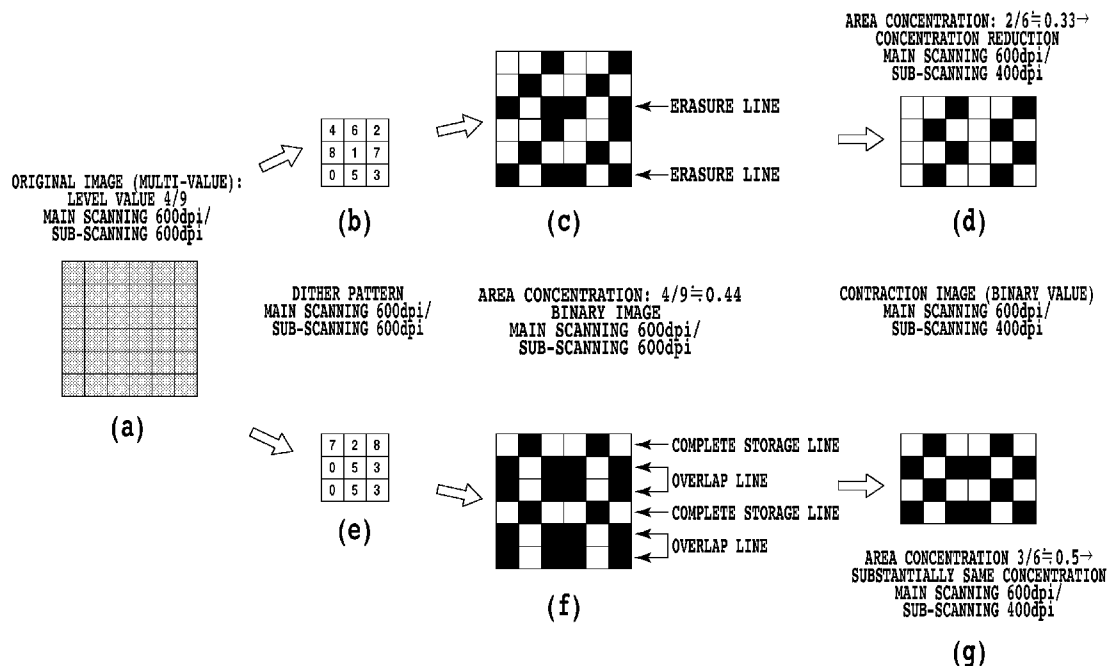 AREA CONCENTRATION: 2/6≒0.33→
CONCENTRATION REDUCTION
MAIN SCANNING 600dpi/
SUB-SCANNING 400dpi
ERASURE LINE
ERASURE LINE
4 6 2
8 1 7
0 5 3
(b)
(c)
(d)
ORIGINAL IMAGE (MULTI-VALUE):
LEVEL VALUE 4/9
MAIN SCANNING 600dpi/
SUB-SCANNING 600dpi
(a)
DITHER PATTERN
MAIN SCANNING 600dpi/
SUB-SCANNING 600dpi
AREA CONCENTRATION: 4/9≒0.44
BINARY IMAGE
MAIN SCANNING 600dpi/
SUB-SCANNING 600dpi
CONTRACTION IMAGE (BINARY VALUE)
MAIN SCANNING 600dpi/
SUB-SCANNING 400dpi
7 2 8
0 5 3
0 5 3
(e)
COMPLETE STORAGE LINE
OVERLAP LINE
COMPLETE STORAGE LINE
OVERLAP LINE
(f)
AREA CONCENTRATION 3/6≒0.5→
SUBSTANTIALLY SAME CONCENTRATION
MAIN SCANNING 600dpi/
SUB-SCANNING 400dpi
(g)